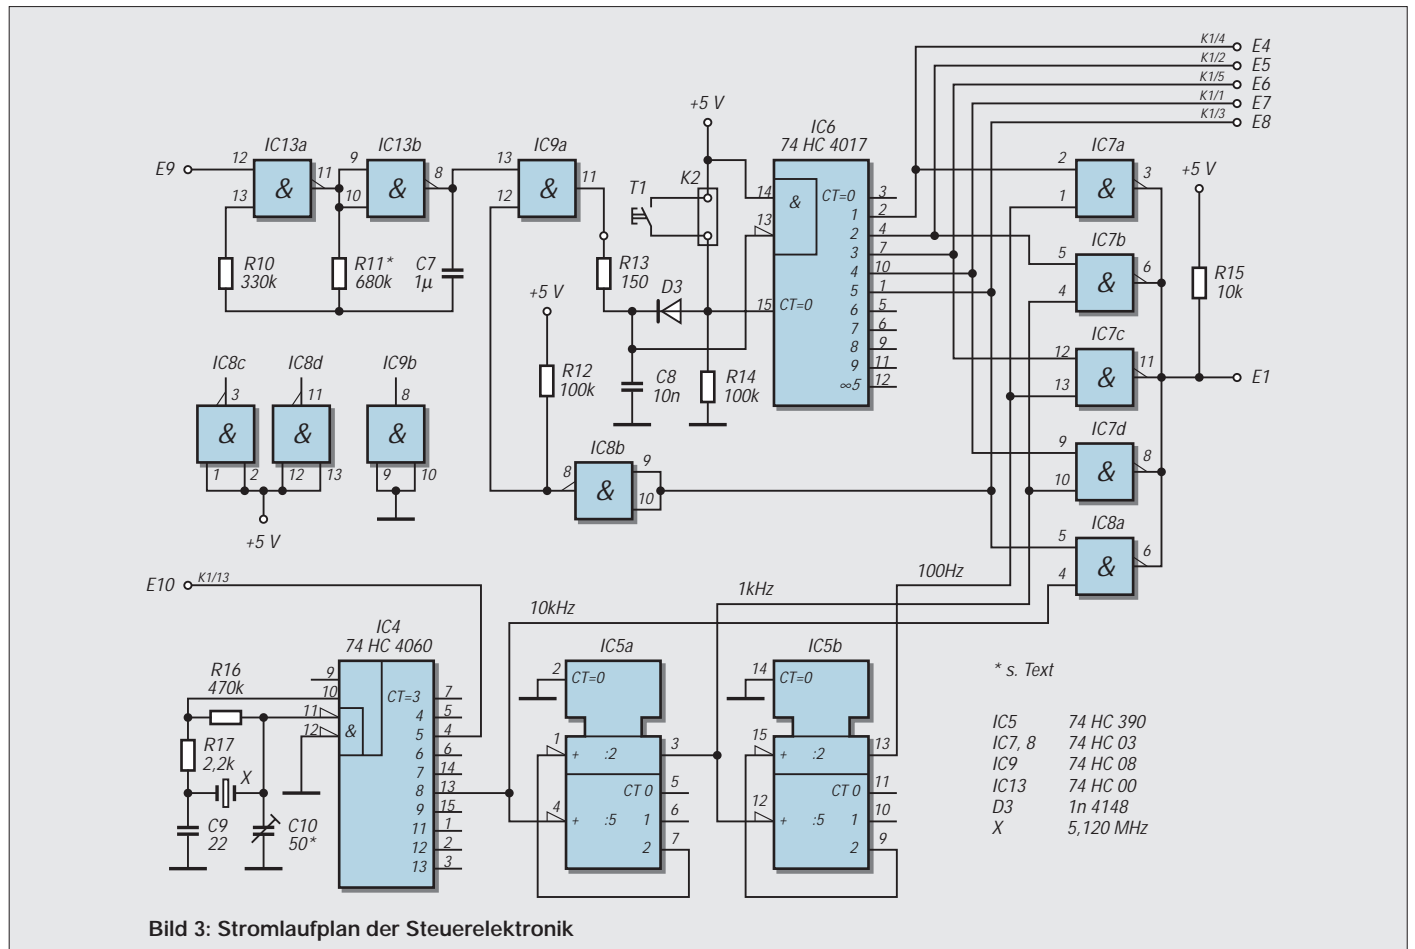 K1/4 E4
K1/2 E5
K1/5 E6
K1/1 E7
K1/3 E8
+5 V
IC6
74 HC 4017
IC13a
IC13b
IC9a
IC7a
E9
12
13
&
11
9
10
&
8
13
12
&
11
T1
K2
14
13
&
15
CT=0
CT=0
1
2
3
4
5
6
7
8
9
∞5
3
2
4
7
10
1
5
6
9
11
12
2
1
&
3
+5 V
R10
330k
R11*
680k
C7
1µ
R13
150
D3
+5 V
R12
100k
C8
10n
R14
100k
IC7b
5
4
&
6
R15
10k
IC7c
12
13
&
11
E1
IC7d
9
10
&
8
IC8a
5
4
&
6
IC8c
3
&
1
2
IC8d
11
&
12
13
+5 V
IC9b
8
&
9
10
IC8b
8
&
9
10
E10
K1/13
10kHz
1kHz
100Hz
IC4
74 HC 4060
R16
470k
R17
2,2k
X
C9
22
C10
50*
9
10
11
12
&
CT=3
4
5
6
7
8
9
11
12
13
7
5
4
6
14
13
15
1
2
3
IC5a
2
CT=0
1
+
:2
3
4
+
:5
CT 0
1
2
5
6
7
IC5b
14
CT=0
15
+
:2
13
12
+
:5
CT 0
1
2
11
10
9
* s. Text
IC5 74 HC 390
IC7, 8 74 HC 03
IC9 74 HC 08
IC13 74 HC 00
D3 1n 4148
X 5,120 MHz
Bild 3: Stromlaufplan der Steuerelektronik